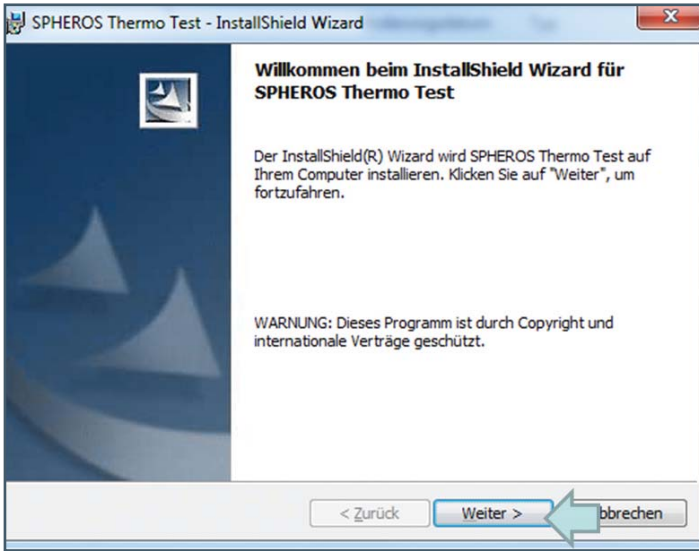 SPHEROS Thermo Test - InstallShield Wizard
Willkommen beim InstallShield Wizard für
SPHEROS Thermo Test
Der InstallShield(R) Wizard wird SPHEROS Thermo Test auf
Ihrem Computer installieren. Klicken Sie auf "Weiter", um
fortzufahren.
WARNUNG: Dieses Programm ist durch Copyright und
internationale Verträge geschützt.
< Zurück
Weiter >
bbrechen